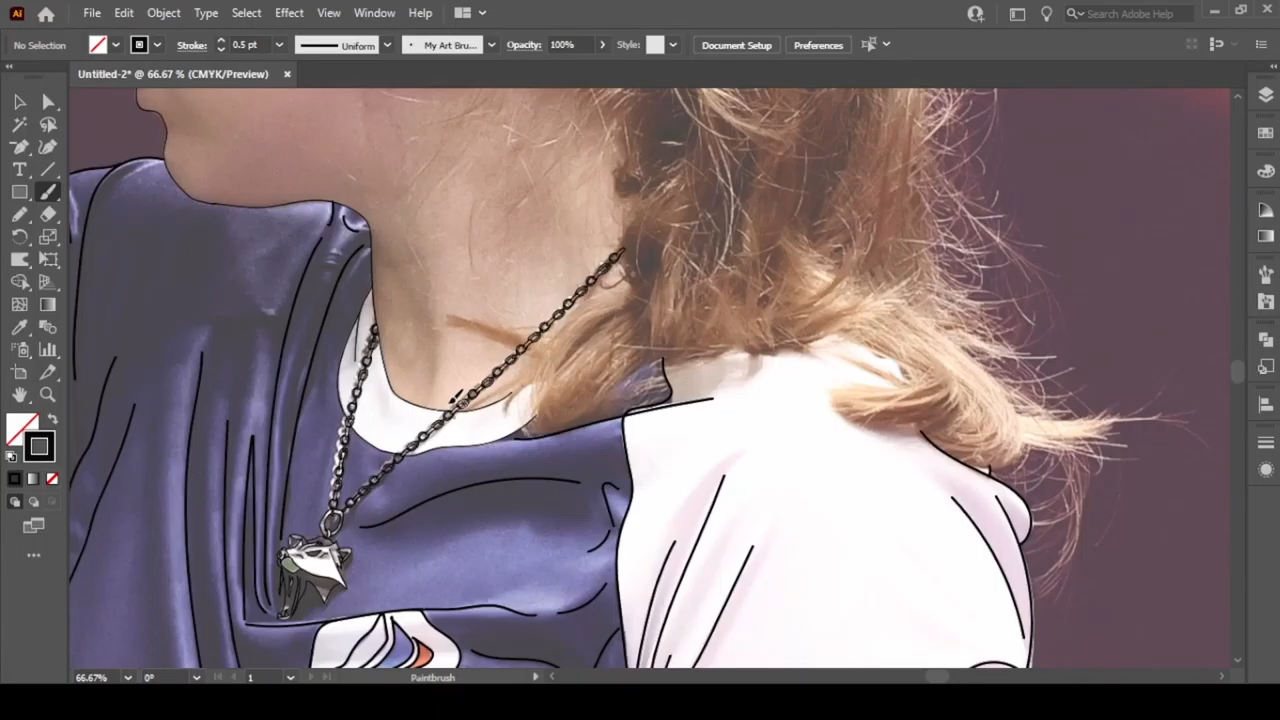 Ai File Edit Object Type Select Effect View Window Help Search Adobe Help
No Selection Stroke: 0.5 pt Uniform My Art Bru... Opacity: 100% Style: Document Setup Preferences
Untitled-2* @ 66.67 % (CMYK/Preview) ×
66.67% 0° 1 Paintbrush